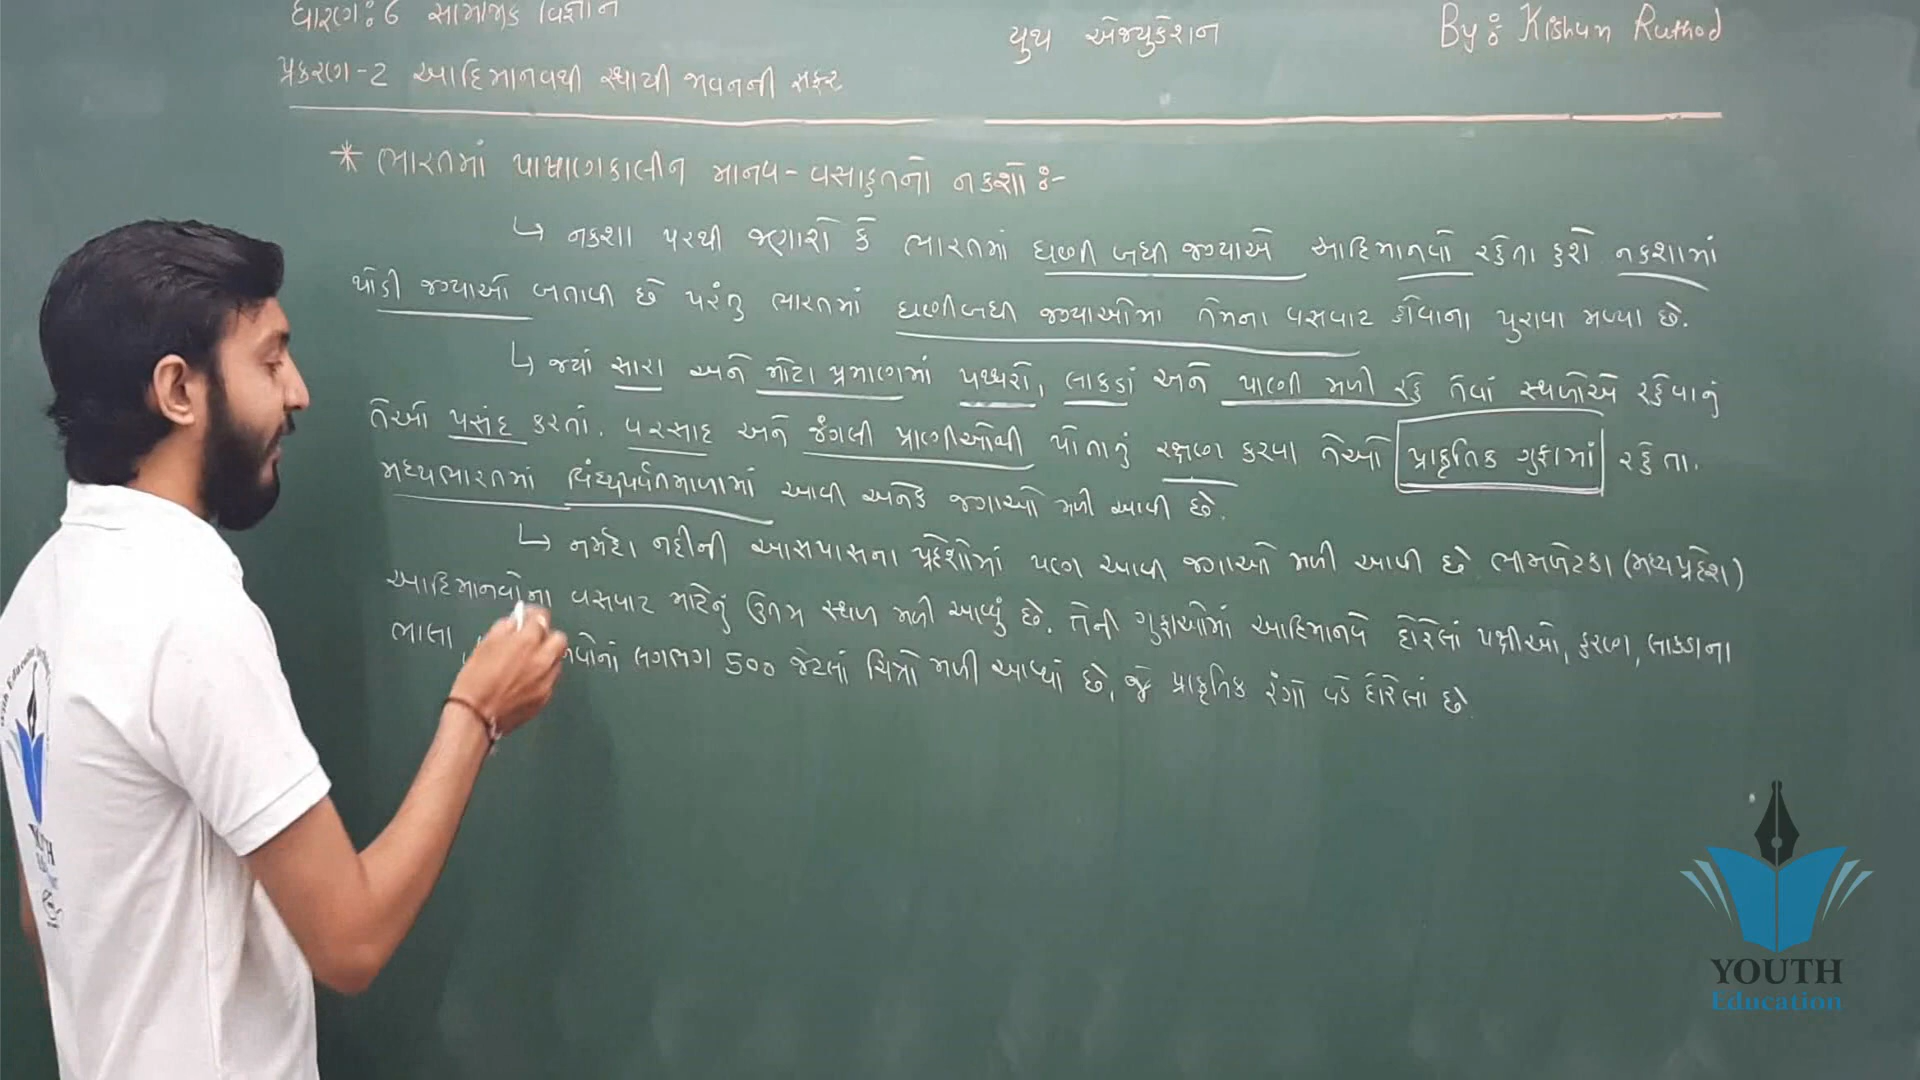 ધોરણ: 6 સામાજિક વિજ્ઞાન
યુથ એજ્યુકેશન
By: Kishun Ruthod
પ્રકરણ-2 આદિમાનવથી સ્થાયી જીવનની સફર
* ભારતમાં પાષાણકાલીન માનવ-વસાહતનો નકશો:-
↳ નકશા પરથી જણાશે કે ભારતમાં ઘણી બધી જગ્યાએ આદિમાનવો રહેતા હશે નકશામાં
થોડી જગ્યાઓ બતાવી છે પરંતુ ભારતમાં ઘણીબધી જગ્યાઓમાં તેમના વસવાટ હોવાના પુરાવા મળ્યા છે.
↳ જ્યાં સારા અને મોટા પ્રમાણમાં પથ્થરો, લાકડાં અને પાણી મળી રહે તેવાં સ્થળોએ રહેવાનું
તેઓ પસંદ કરતાં. વરસાદ અને જંગલી પ્રાણીઓથી પોતાનું રક્ષણ કરવા તેઓ પ્રાકૃતિક ગુફામાં રહેતા.
મધ્યભારતમાં વિંધ્યપર્વતમાળામાં આવી અનેક જગાઓ મળી આવી છે.
↳ નર્મદા નદીની આસપાસના પ્રદેશોમાં પણ આવી જગાઓ મળી આવી છે ભીમબેટકા (મધ્યપ્રદેશ)
આદિમાનવોના વસવાટ માટેનું ઉત્તમ સ્થળ મળી આવ્યું છે. તેની ગુફાઓમાં આદિમાનવે દોરેલાં પક્ષીઓ, હરણ, લાકડાના
ભાલા લગભગ 500 જેટલાં ચિત્રો મળી આવ્યાં છે, જે પ્રાકૃતિક રંગો વડે દોરેલાં છે.
YOUTH
Education